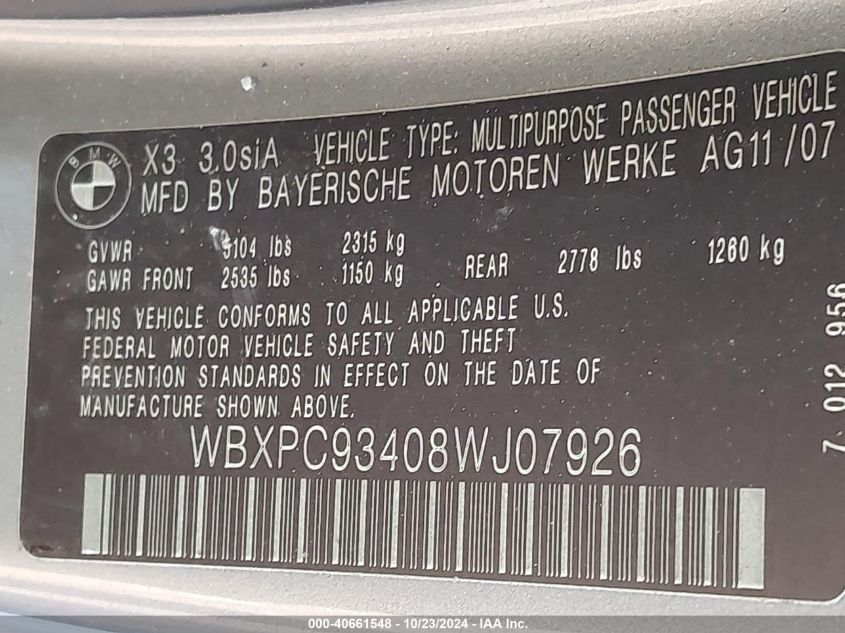 BMW
X3 3.0siA VEHICLE TYPE: MULTIPURPOSE PASSENGER VEHICLE
MFD BY BAYERISCHE MOTOREN WERKE AG11/07
GVWR 5104 lbs 2315 kg
GAWR FRONT 2535 lbs 1150 kg REAR 2778 lbs 1260 kg
THIS VEHICLE CONFORMS TO ALL APPLICABLE U.S.
FEDERAL MOTOR VEHICLE SAFETY AND THEFT
PREVENTION STANDARDS IN EFFECT ON THE DATE OF
MANUFACTURE SHOWN ABOVE.
WBXPC93408WJ07926
7 012 956
000-40661548 - 10/23/2024 - IAA Inc.